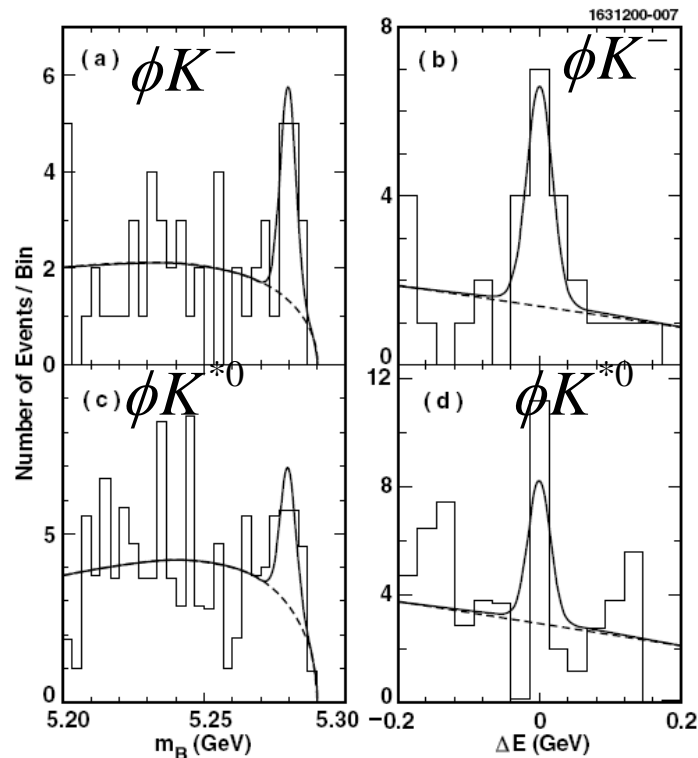 1631200-007
(a) ϕK⁻
(b) ϕK⁻
6
4
2
0
8
4
0
Number of Events / Bin
(c) ϕK*⁰
(d) ϕK*⁰
5
0
12
8
4
0
5.20 5.25 5.30
−0.2 0 0.2
m_B (GeV)
ΔE (GeV)